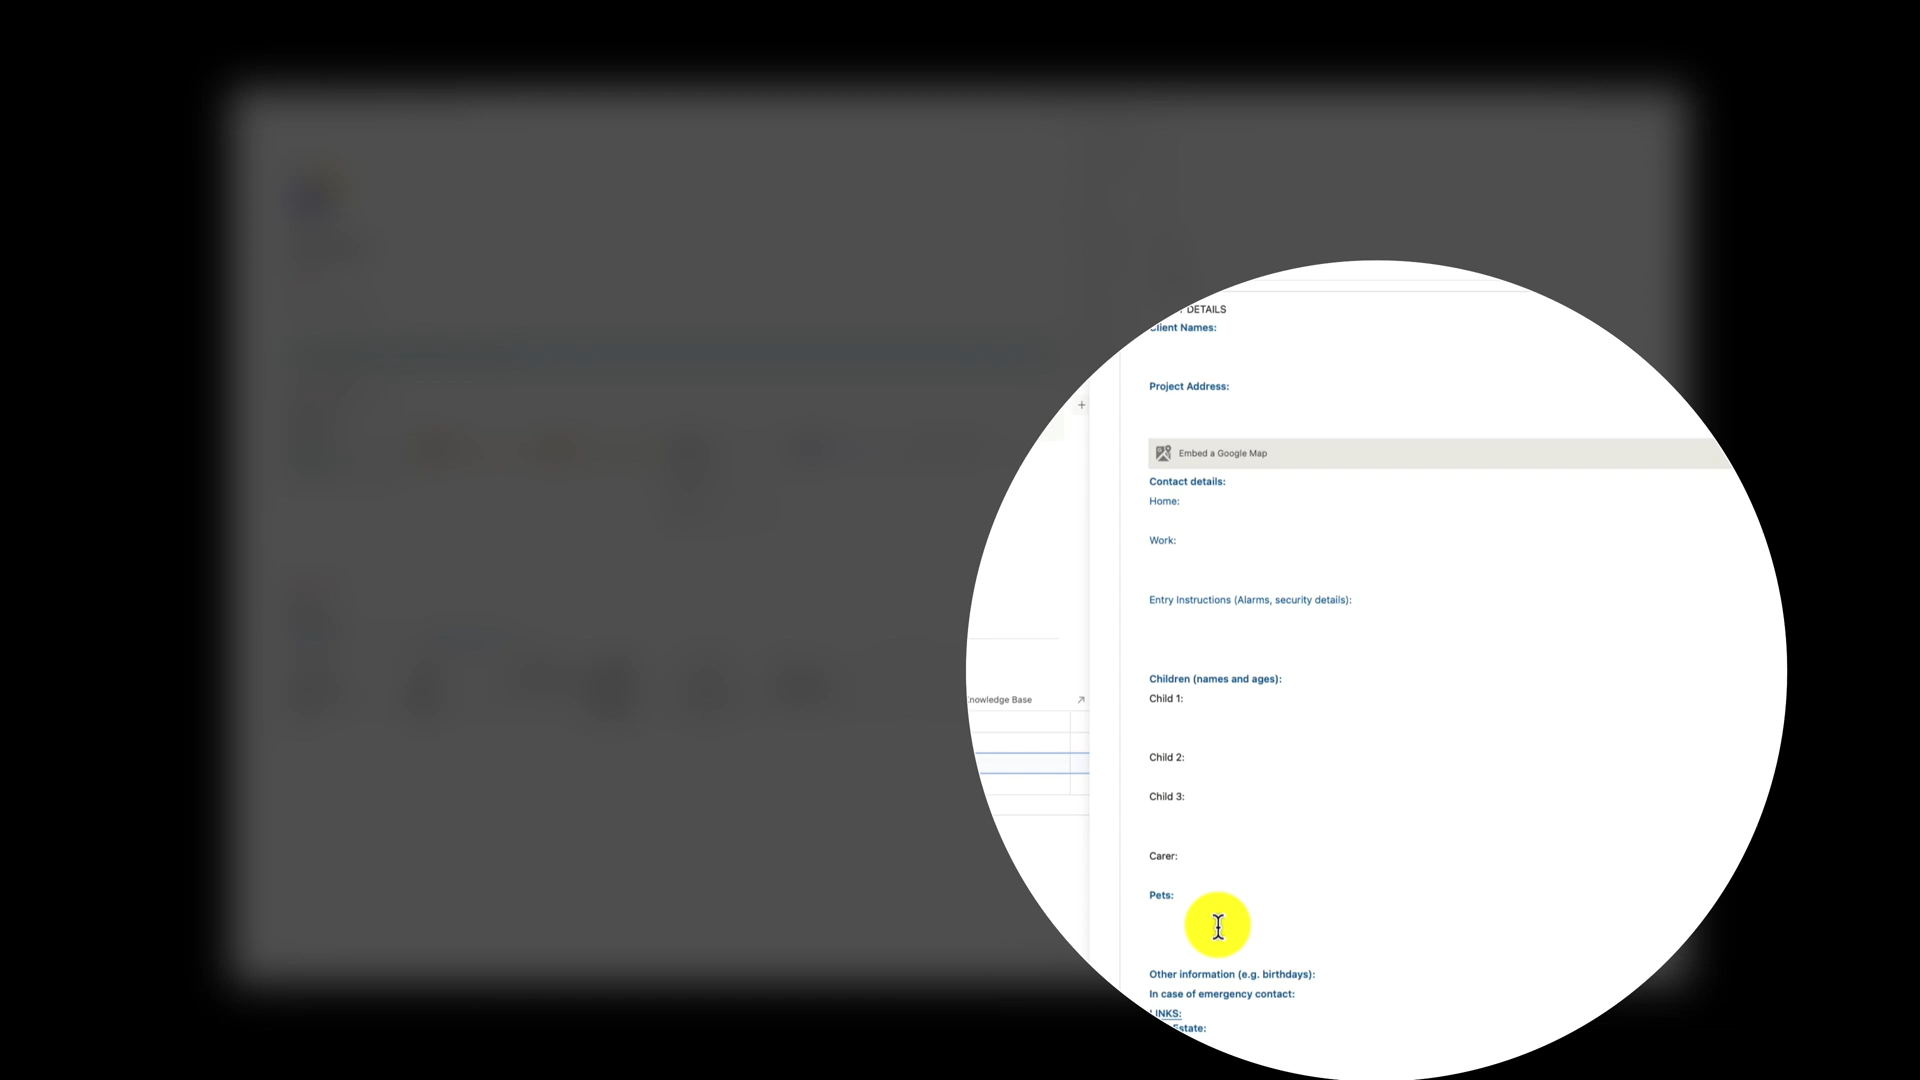 DETAILS
Client Names:
Project Address:
+
Embed a Google Map
Contact details:
Home:
Work:
Entry Instructions (Alarms, security details):
Children (names and ages):
Child 1:
Knowledge Base
Child 2:
Child 3:
Carer:
Pets:
Other information (e.g. birthdays):
In case of emergency contact:
LINKS:
Estate: